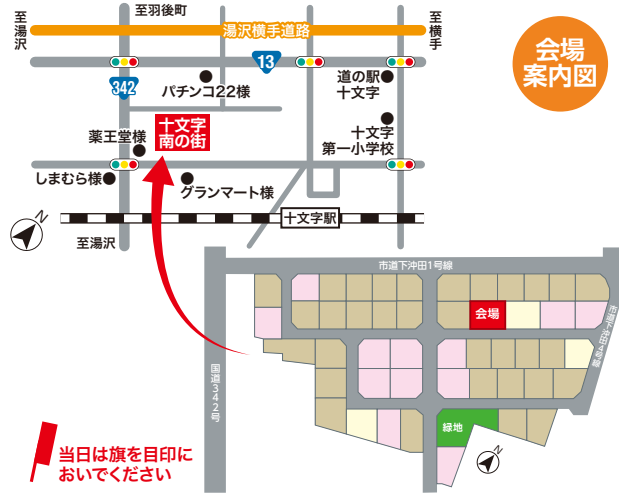 至湯沢
至羽後町
至横手
湯沢横手道路
会場
案内図
13
342
パチンコ22様
道の駅
十文字
薬王堂様
十文字
南の街
十文字
第一小学校
しまむら様
グランマート様
十文字駅
N
至湯沢
市道下沖田1号線
会場
市道下沖田4号線
国道342号
緑地
N
当日は旗を目印に
おいでください